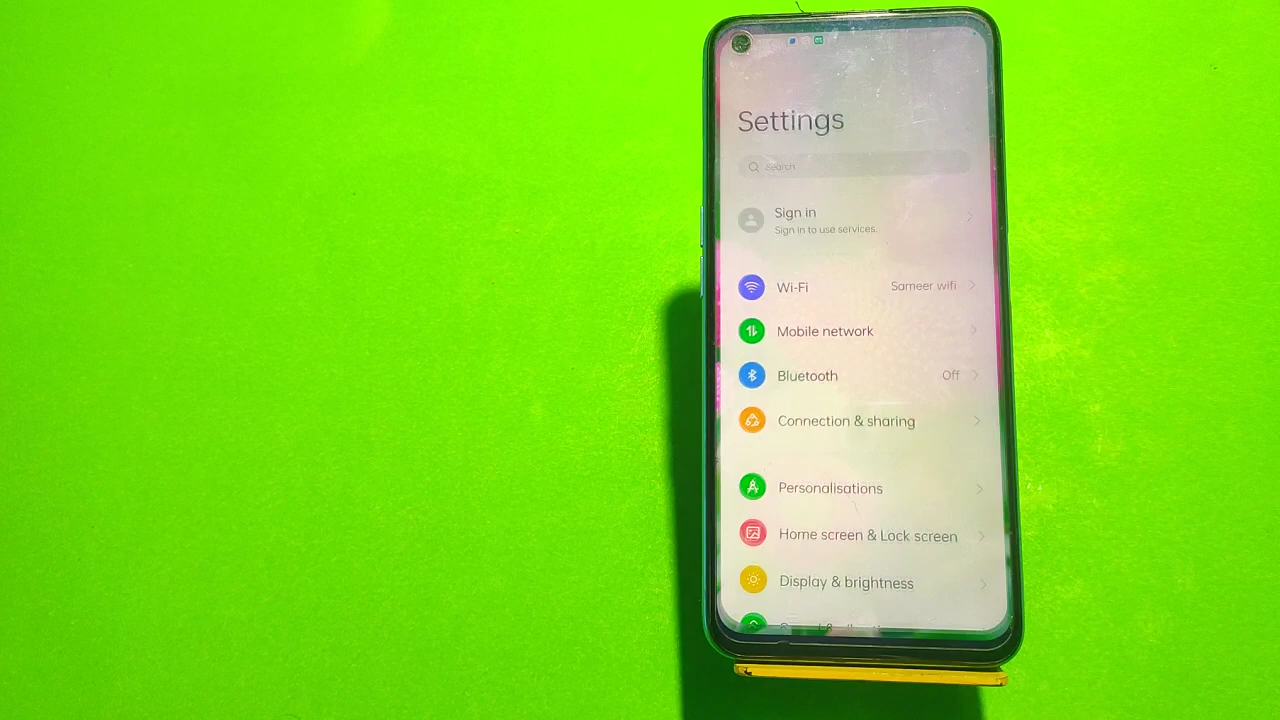 Settings
Search
Sign in
Sign in to use services.
Wi-Fi
Sameer wifi
Mobile network
Bluetooth
Off
Connection & sharing
Personalisations
Home screen & Lock screen
Display & brightness